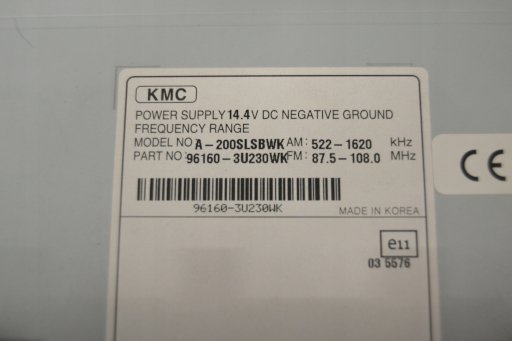 KMC
POWER SUPPLY 14.4V DC NEGATIVE GROUND
FREQUENCY RANGE
MODEL NO A-200SLSBWK AM: 522-1620 kHz
PART NO : 96160-3U230WK FM: 87.5-108.0 MHz
96160-3U230WK
MADE IN KOREA
CE
e11
03 5576